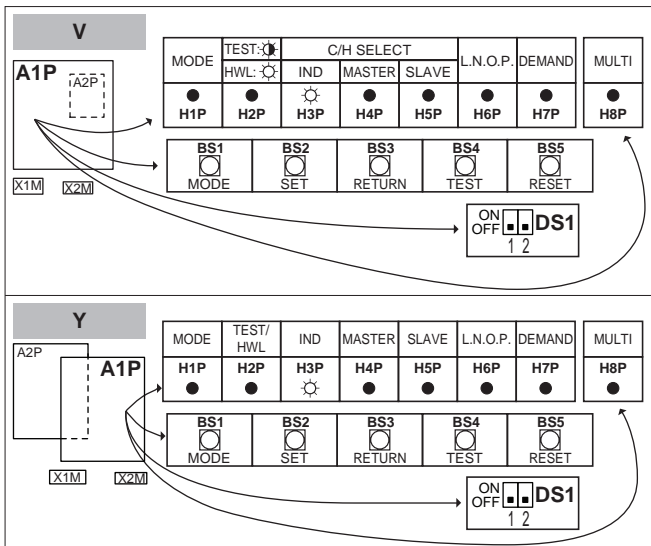 V
A1P
A2P
X1M X2M
MODE TEST: HWL: C/H SELECT IND MASTER SLAVE L.N.O.P. DEMAND MULTI
H1P H2P H3P H4P H5P H6P H7P H8P
BS1 BS2 BS3 BS4 BS5
MODE SET RETURN TEST RESET
ON
OFF DS1
1 2
Y
A2P
A1P
X1M X2M
MODE TEST/ HWL IND MASTER SLAVE L.N.O.P. DEMAND MULTI
H1P H2P H3P H4P H5P H6P H7P H8P
BS1 BS2 BS3 BS4 BS5
MODE SET RETURN TEST RESET
ON
OFF DS1
1 2